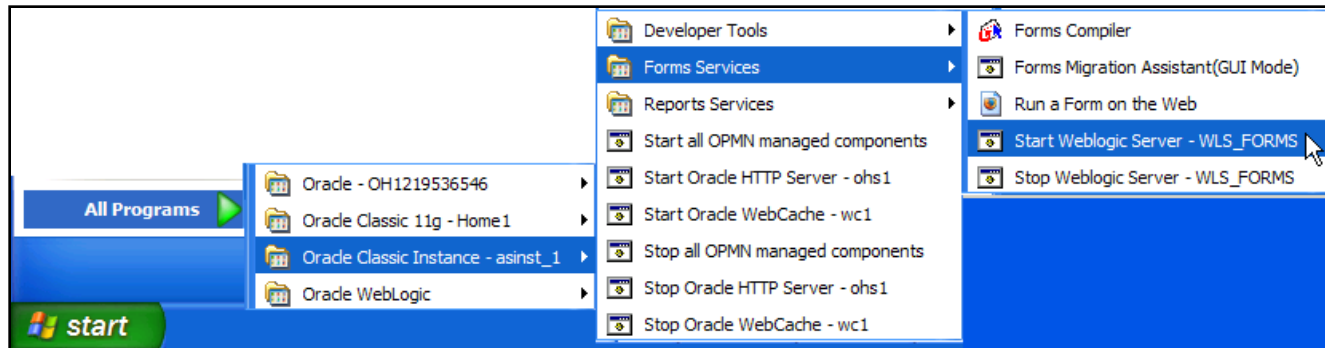 All Programs
start
Oracle - OH1219536546
Oracle Classic 11g - Home1
Oracle Classic Instance - asinst_1
Oracle WebLogic
Developer Tools
Forms Services
Reports Services
Start all OPMN managed components
Start Oracle HTTP Server - ohs1
Start Oracle WebCache - wc1
Stop all OPMN managed components
Stop Oracle HTTP Server - ohs1
Stop Oracle WebCache - wc1
Forms Compiler
Forms Migration Assistant(GUI Mode)
Run a Form on the Web
Start Weblogic Server - WLS_FORMS
Stop Weblogic Server - WLS_FORMS